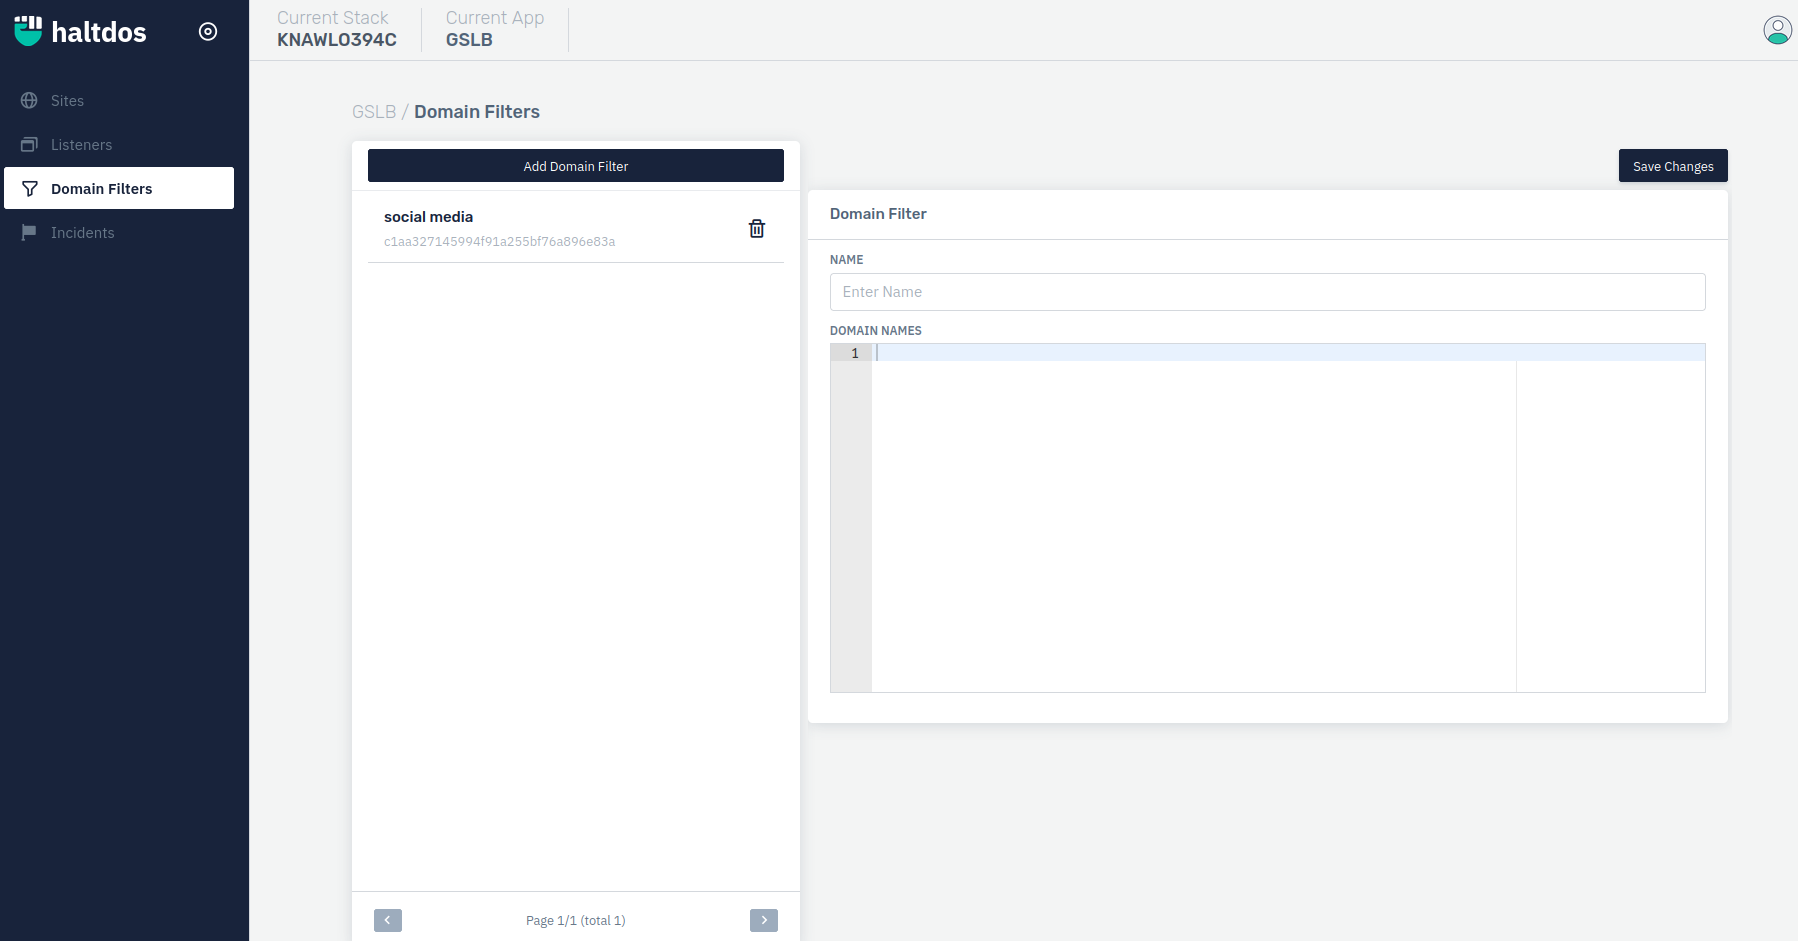 haltdos
Sites
Listeners
Domain Filters
Incidents
Current Stack
KNAWLO394C
Current App
GSLB
GSLB / Domain Filters
Add Domain Filter
social media
c1aa327145994f91a255bf76a896e83a
Page 1/1 (total 1)
Save Changes
Domain Filter
NAME
Enter Name
DOMAIN NAMES
1